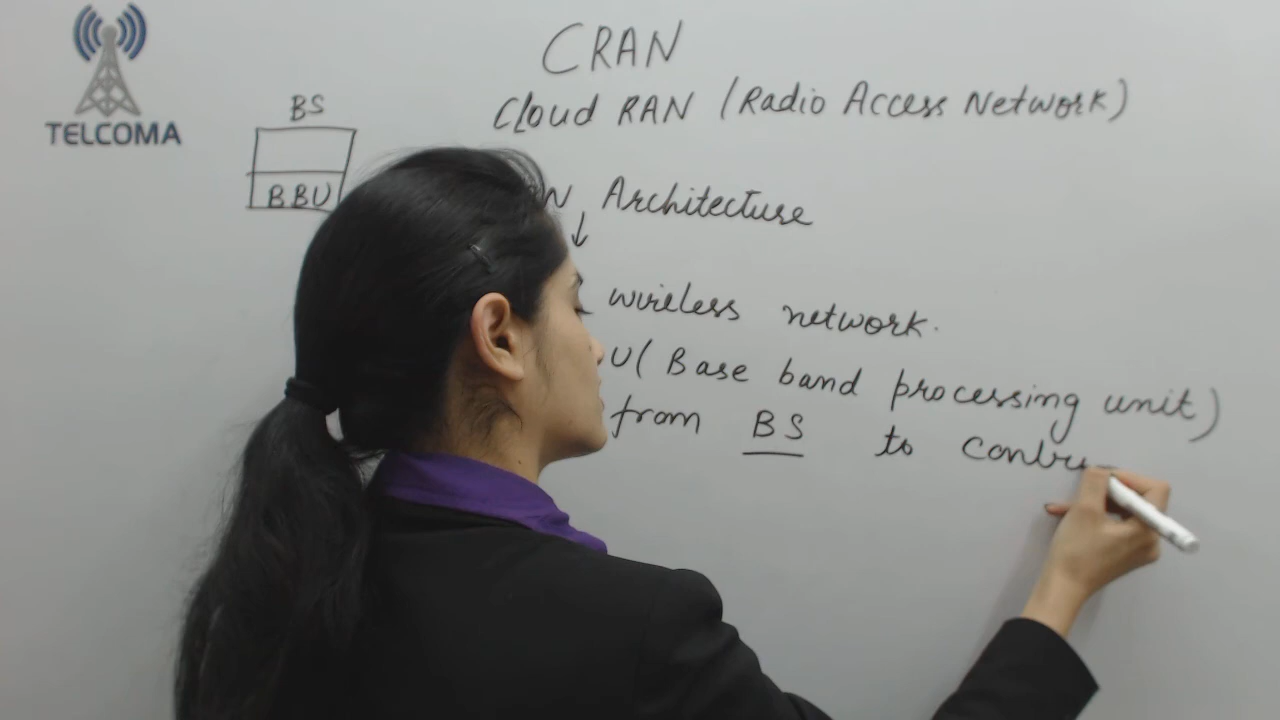 TELCOMA
CRAN
Cloud RAN (Radio Access Network)
BS
BBU
Architecture
↓
wireless network.
U (Base band processing unit)
from BS to